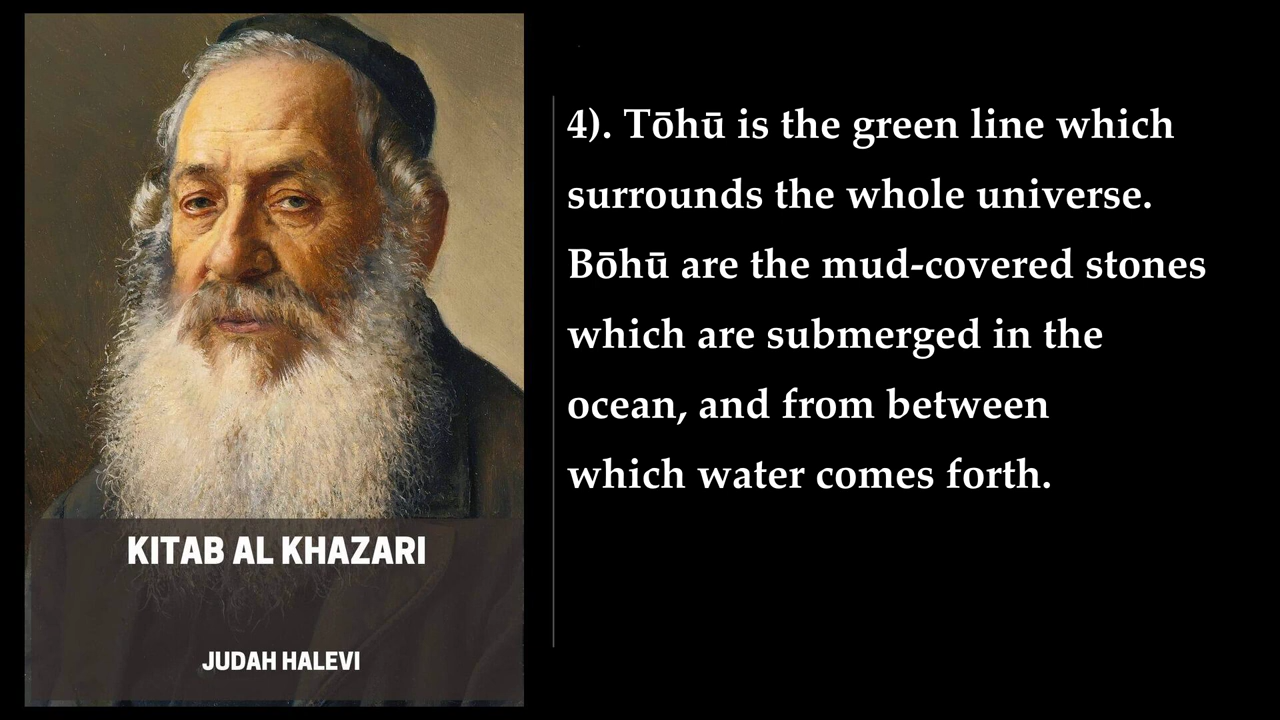 KITAB AL KHAZARI
JUDAH HALEVI
4). Tōhū is the green line which
surrounds the whole universe.
Bōhū are the mud-covered stones
which are submerged in the
ocean, and from between
which water comes forth.